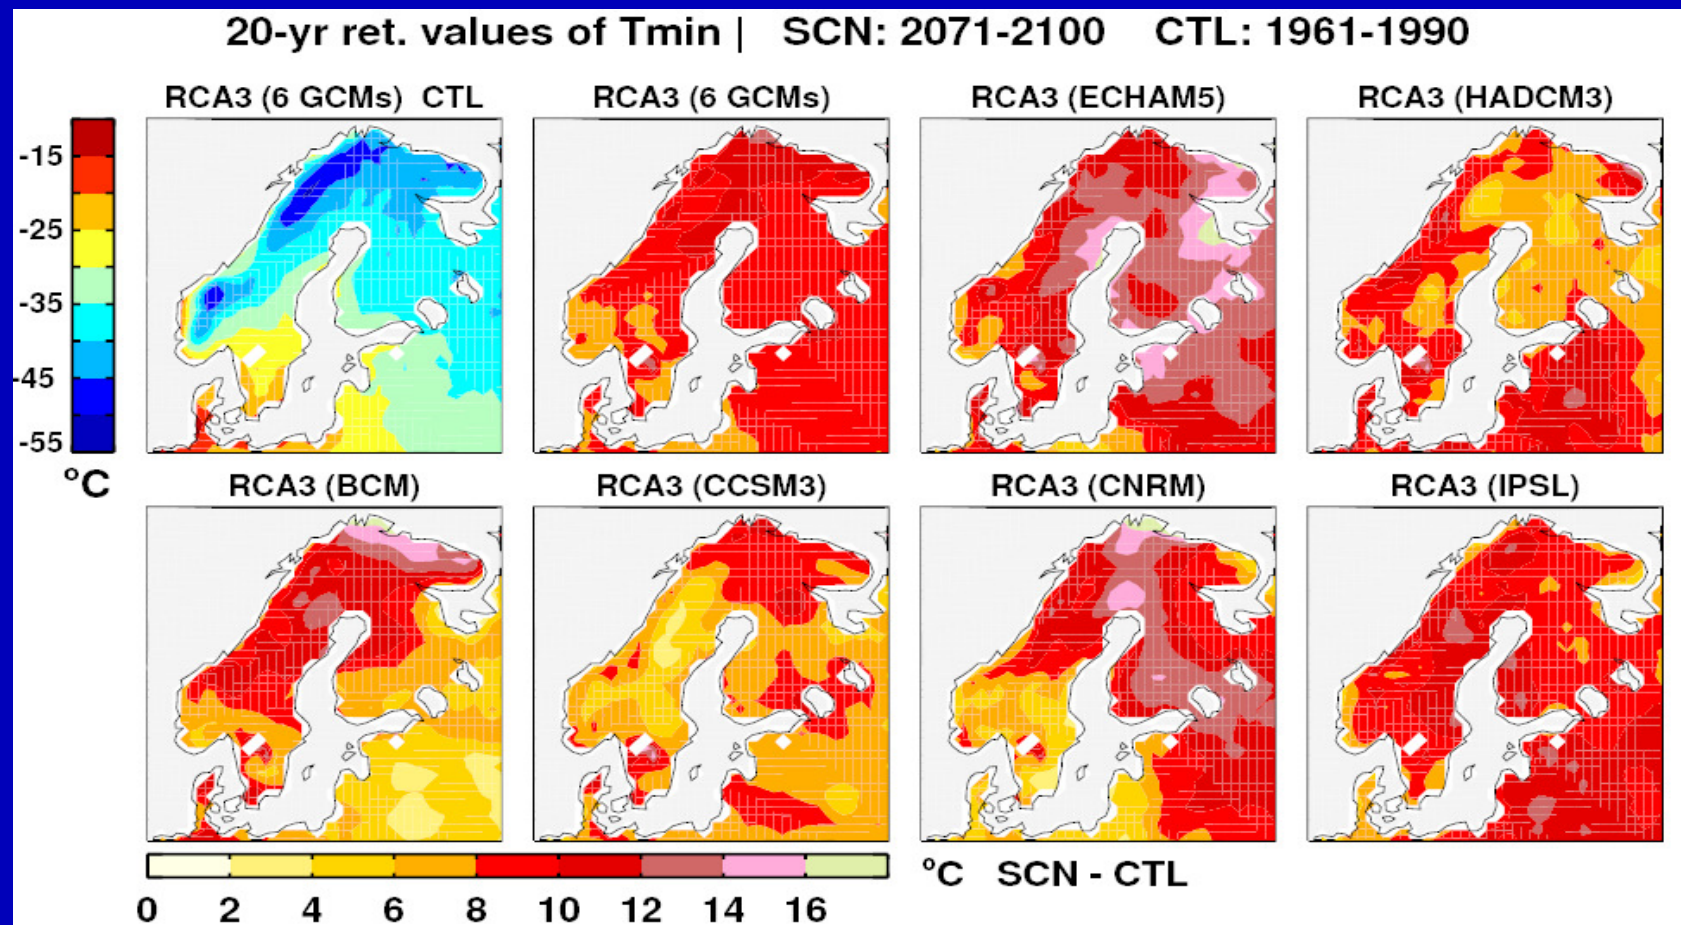 20-yr ret. values of Tmin | SCN: 2071-2100 CTL: 1961-1990
RCA3 (6 GCMs) CTL
RCA3 (6 GCMs)
RCA3 (ECHAM5)
RCA3 (HADCM3)
-15
-25
-35
-45
-55
ºC
RCA3 (BCM)
RCA3 (CCSM3)
RCA3 (CNRM)
RCA3 (IPSL)
0 2 4 6 8 10 12 14 16
ºC SCN - CTL